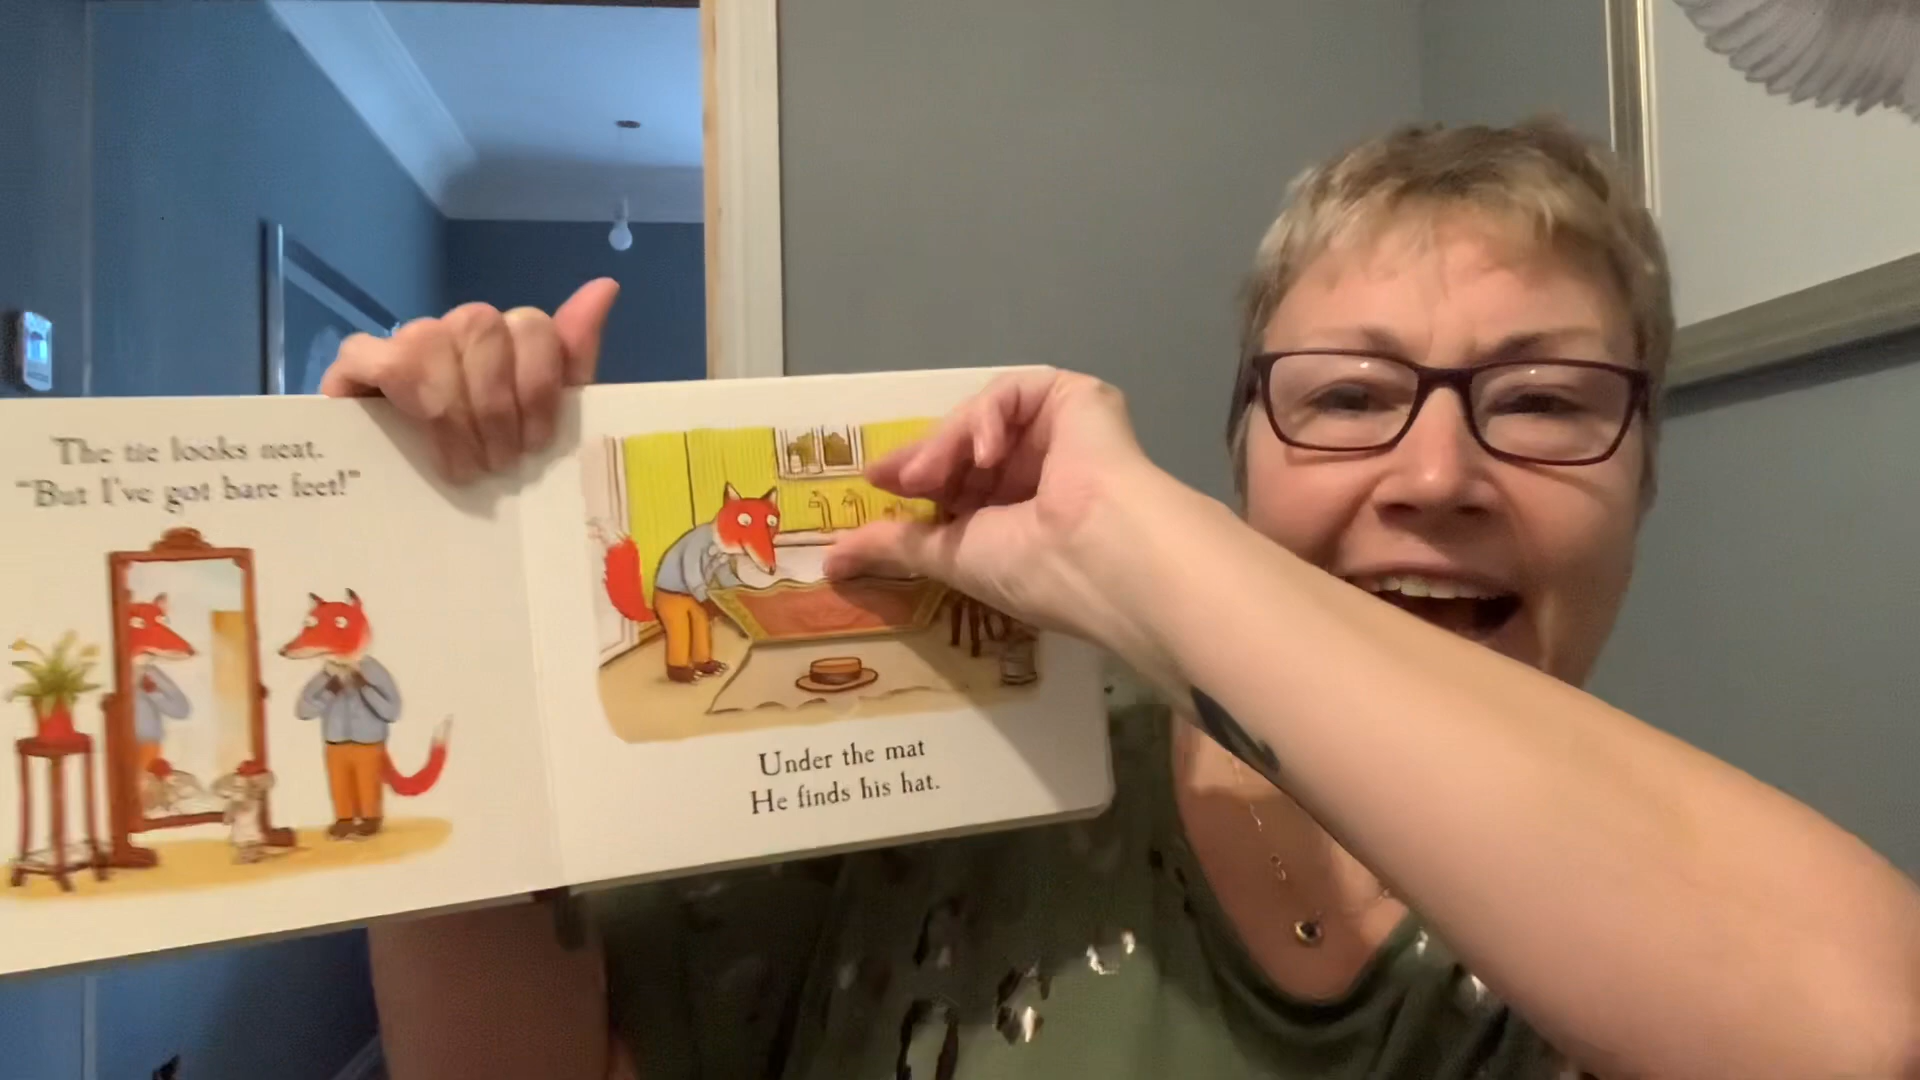 The tie looks neat.
"But I've got bare feet!"
Under the mat
He finds his hat.